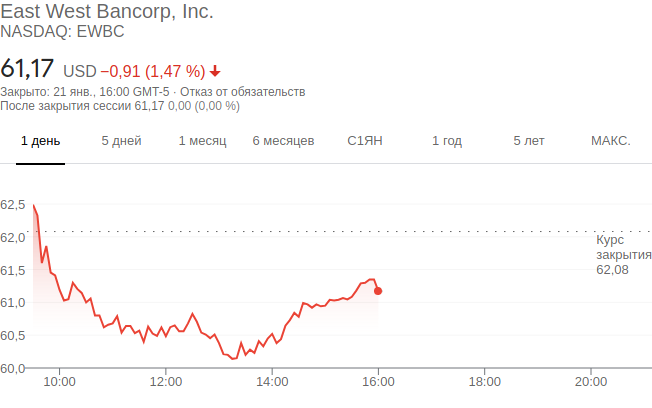 East West Bancorp, Inc.
NASDAQ: EWBC
61,17 USD −0,91 (1,47 %)
Закрыто: 21 янв., 16:00 GMT-5 · Отказ от обязательств
После закрытия сессии 61,17 0,00 (0,00 %)
1 день 5 дней 1 месяц 6 месяцев С1ЯН 1 год 5 лет МАКС.
62,5
62,0
Курс
закрытия
62,08
61,5
61,0
60,5
60,0
10:00 12:00 14:00 16:00 18:00 20:00